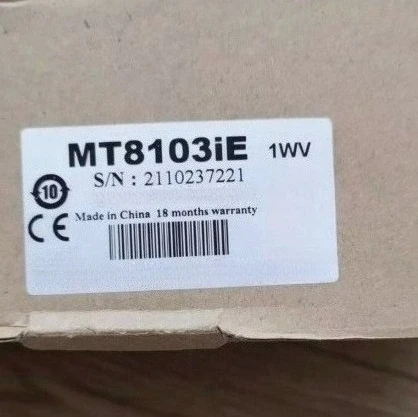 MT8103iE 1WV
S/N : 2110237221
10
Made in China 18 months warranty
CE